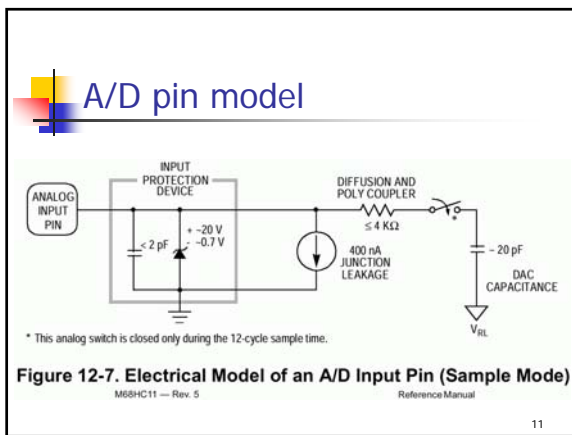 A/D pin model
INPUT
PROTECTION
DEVICE
ANALOG
INPUT
PIN
< 2 pF
+ ~20 V
- ~0.7 V
400 nA
JUNCTION
LEAKAGE
DIFFUSION AND
POLY COUPLER
≤ 4 KΩ
*
~ 20 pF
DAC
CAPACITANCE
VRL
* This analog switch is closed only during the 12-cycle sample time.
Figure 12-7. Electrical Model of an A/D Input Pin (Sample Mode)
M68HC11 — Rev. 5 Reference Manual
11